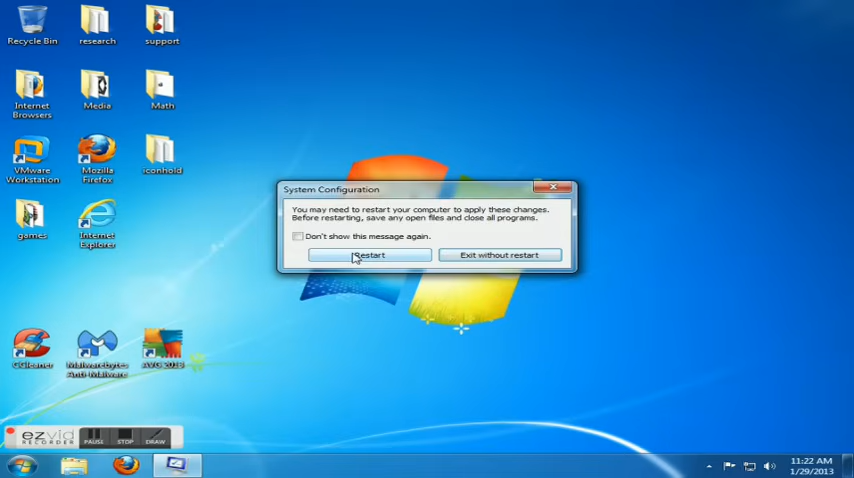 Recycle Bin
research
support
Internet
Browsers
Media
Math
VMware
Workstation
Mozilla
Firefox
iconhold
games
Internet
Explorer
System Configuration
You may need to restart your computer to apply these changes.
Before restarting, save any open files and close all programs.
Don't show this message again.
Restart
Exit without restart
CCleaner
Malwarebytes
Anti-Malware
AVG 2013
ezvid
RECORDER
PAUSE
STOP
DRAW
11:22 AM
1/29/2013